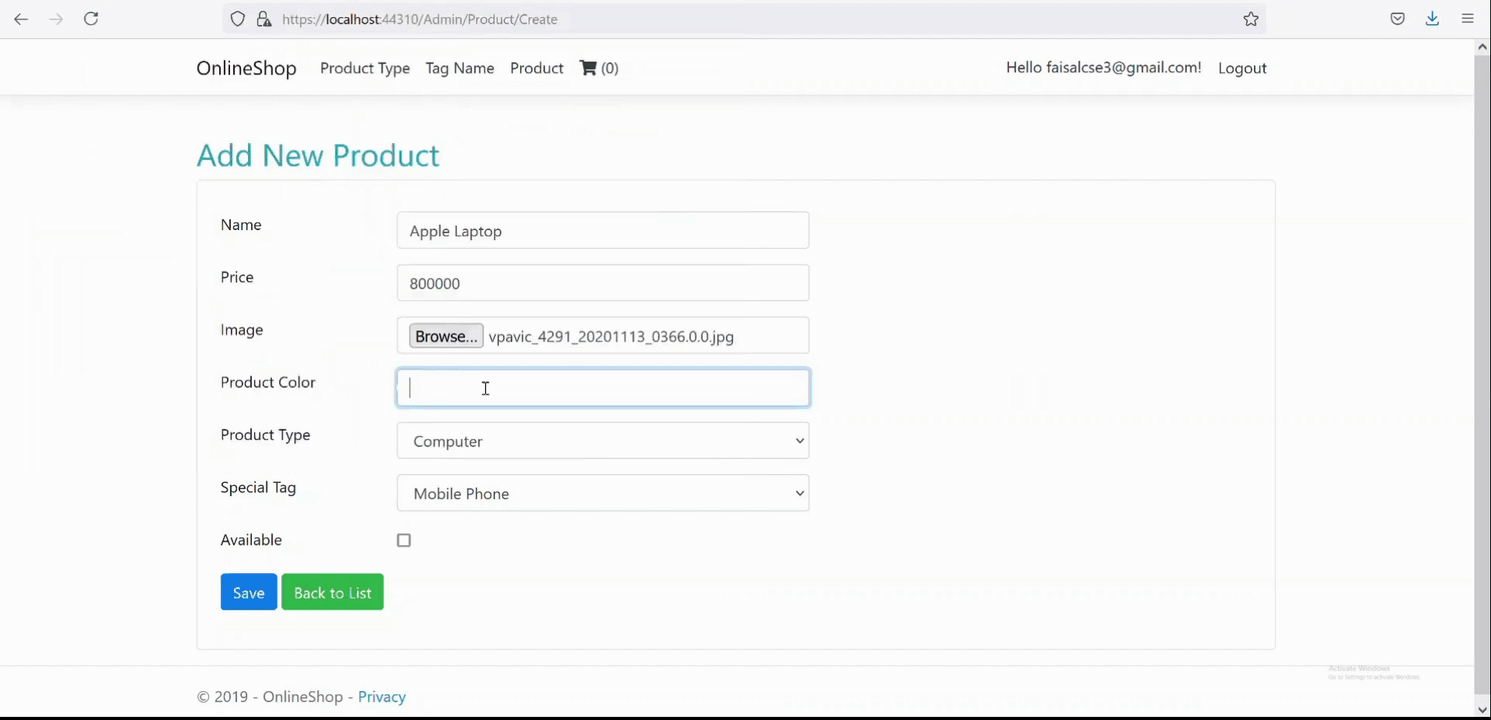 https://localhost:44310/Admin/Product/Create
OnlineShop Product Type Tag Name Product (0) Hello faisalcse3@gmail.com! Logout
Add New Product
Name Apple Laptop
Price 800000
Image Browse... vpavic_4291_20201113_0366.0.0.jpg
Product Color
Product Type Computer
Special Tag Mobile Phone
Available
Save Back to List
Activate Windows
Go to Settings to activate Windows.
© 2019 - OnlineShop - Privacy